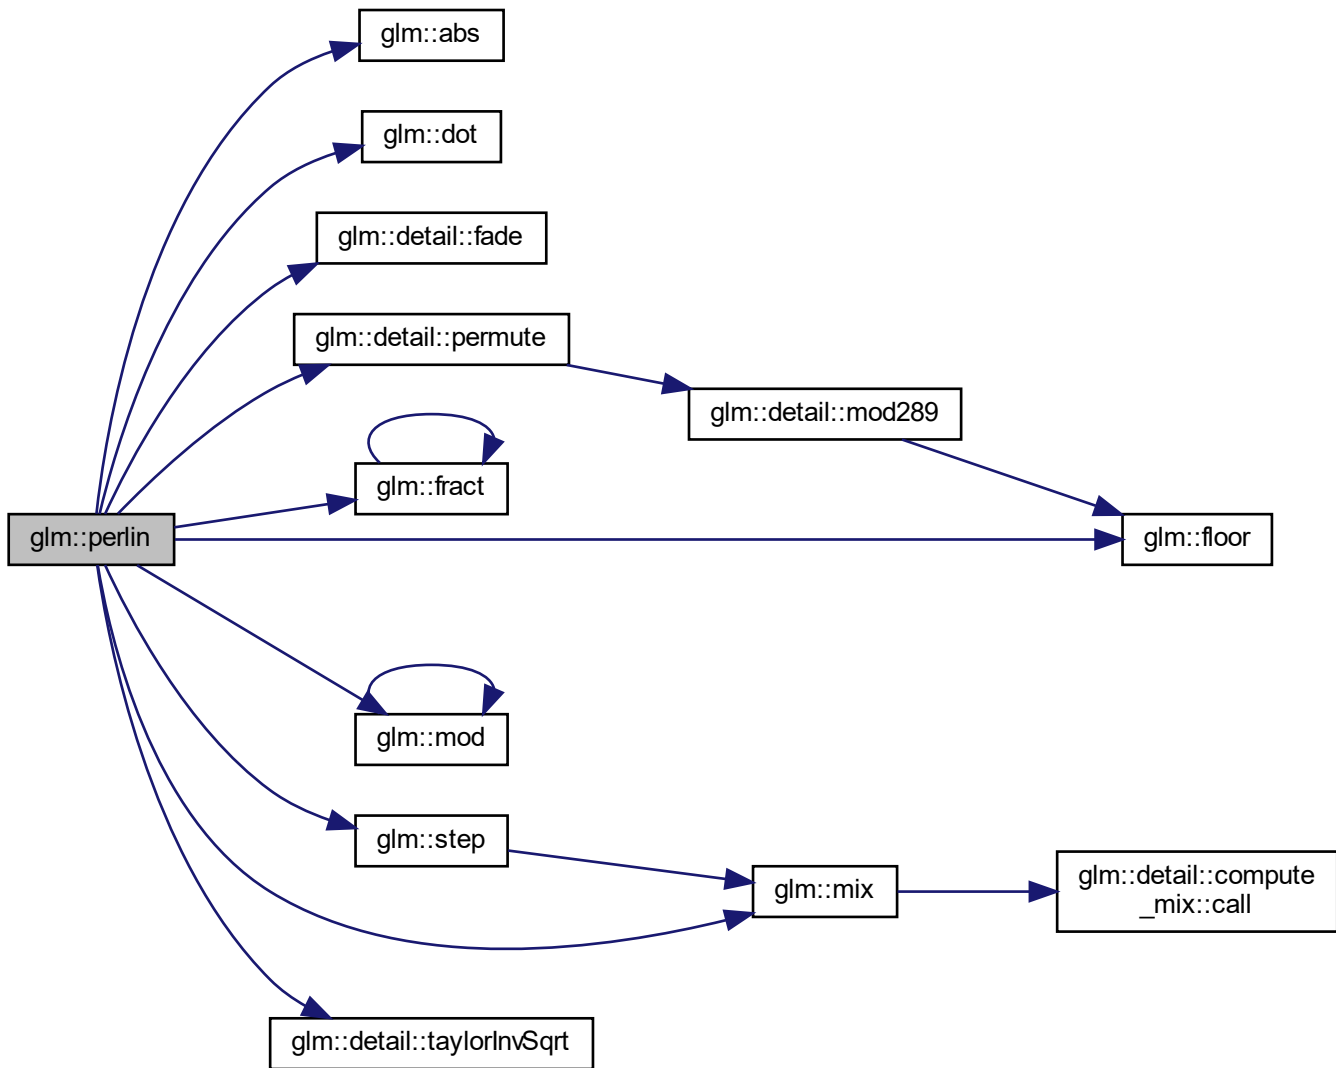 glm::abs
glm::dot
glm::detail::fade
glm::detail::permute
glm::detail::mod289
glm::fract
glm::perlin
glm::floor
glm::mod
glm::step
glm::mix
glm::detail::compute
_mix::call
glm::detail::taylorInvSqrt